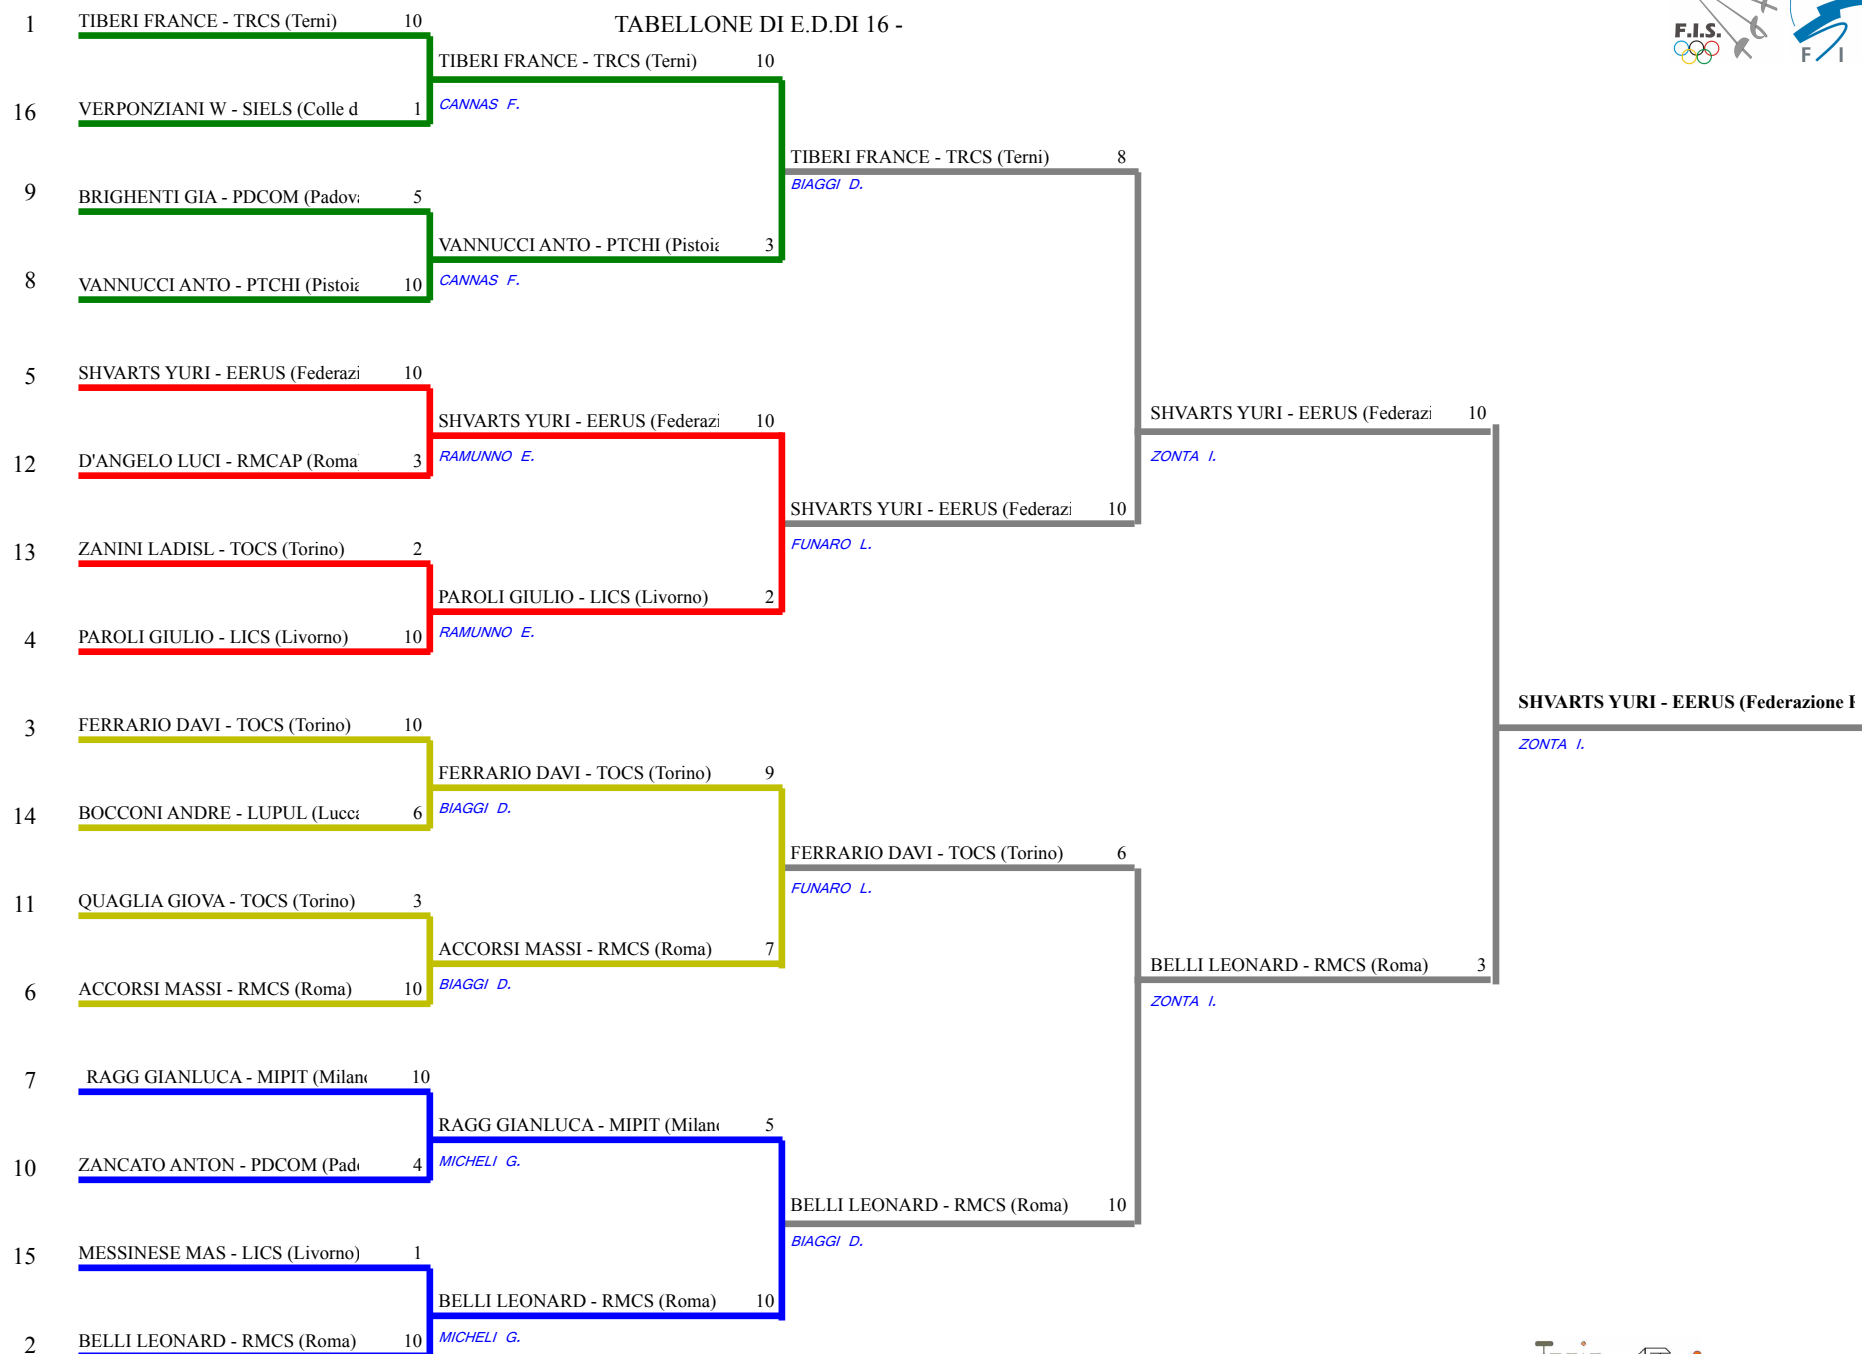 TABELLONE DI E.D.DI 16 -
F.I.S.
F I
1 TIBERI FRANCE - TRCS (Terni) 10
TIBERI FRANCE - TRCS (Terni) 10
CANNAS F.
16 VERPONZIANI W - SIELS (Colle d 1
TIBERI FRANCE - TRCS (Terni) 8
BIAGGI D.
9 BRIGHENTI GIA - PDCOM (Padova 5
VANNUCCI ANTO - PTCHI (Pistoia 3
CANNAS F.
8 VANNUCCI ANTO - PTCHI (Pistoia 10
5 SHVARTS YURI - EERUS (Federazi 10
SHVARTS YURI - EERUS (Federazi 10
SHVARTS YURI - EERUS (Federazi 10
RAMUNNO E.
ZONTA I.
12 D'ANGELO LUCI - RMCAP (Roma 3
SHVARTS YURI - EERUS (Federazi 10
FUNARO L.
13 ZANINI LADISL - TOCS (Torino) 2
PAROLI GIULIO - LICS (Livorno) 2
RAMUNNO E.
4 PAROLI GIULIO - LICS (Livorno) 10
SHVARTS YURI - EERUS (Federazione
ZONTA I.
3 FERRARIO DAVI - TOCS (Torino) 10
FERRARIO DAVI - TOCS (Torino) 9
BIAGGI D.
14 BOCCONI ANDRE - LUPUL (Lucca 6
FERRARIO DAVI - TOCS (Torino) 6
FUNARO L.
11 QUAGLIA GIOVA - TOCS (Torino) 3
ACCORSI MASSI - RMCS (Roma) 7
BIAGGI D.
BELLI LEONARD - RMCS (Roma) 3
ZONTA I.
6 ACCORSI MASSI - RMCS (Roma) 10
7 RAGG GIANLUCA - MIPIT (Milano 10
RAGG GIANLUCA - MIPIT (Milano 5
MICHELI G.
10 ZANCATO ANTON - PDCOM (Pado 4
BELLI LEONARD - RMCS (Roma) 10
BIAGGI D.
15 MESSINESE MAS - LICS (Livorno) 1
BELLI LEONARD - RMCS (Roma) 10
MICHELI G.
2 BELLI LEONARD - RMCS (Roma) 10